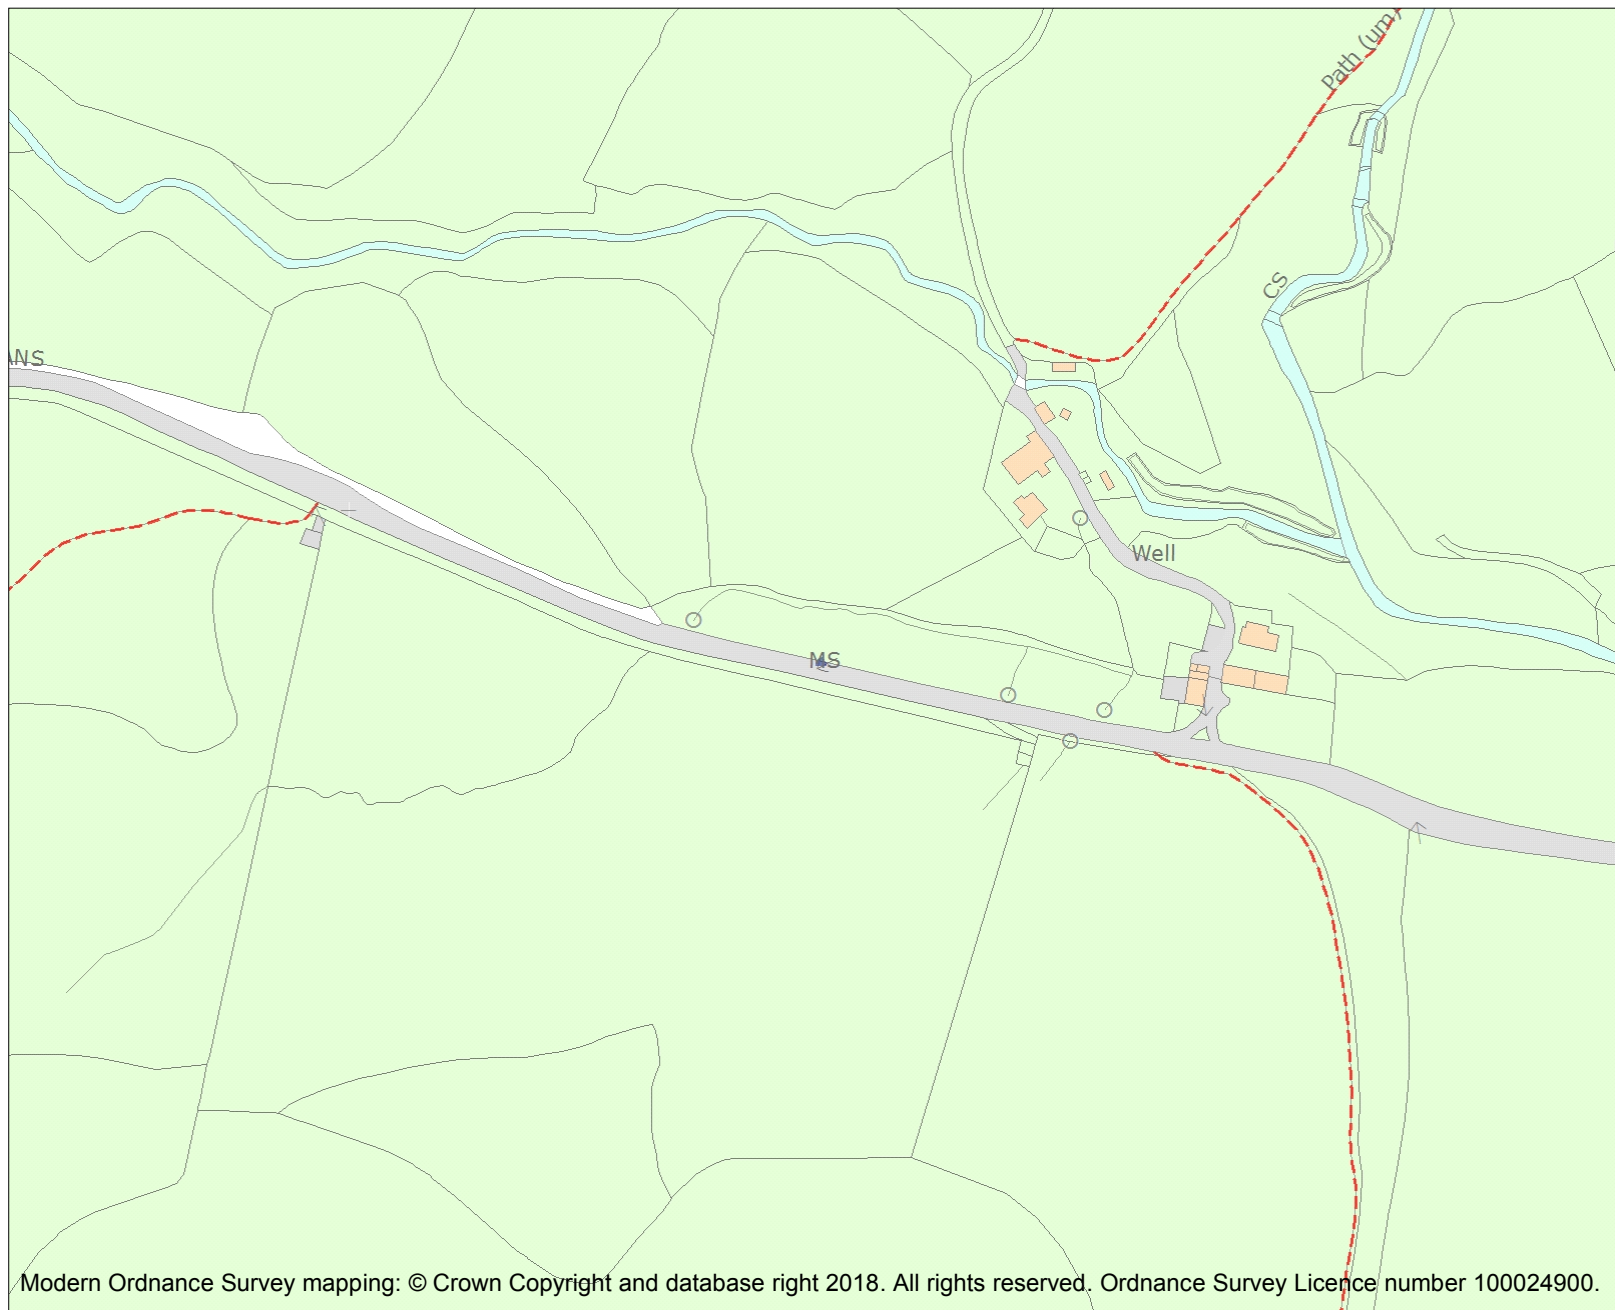 Path (um)
CS
ANS
Well
MS
Modern Ordnance Survey mapping: © Crown Copyright and database right 2018. All rights reserved. Ordnance Survey Licence number 100024900.